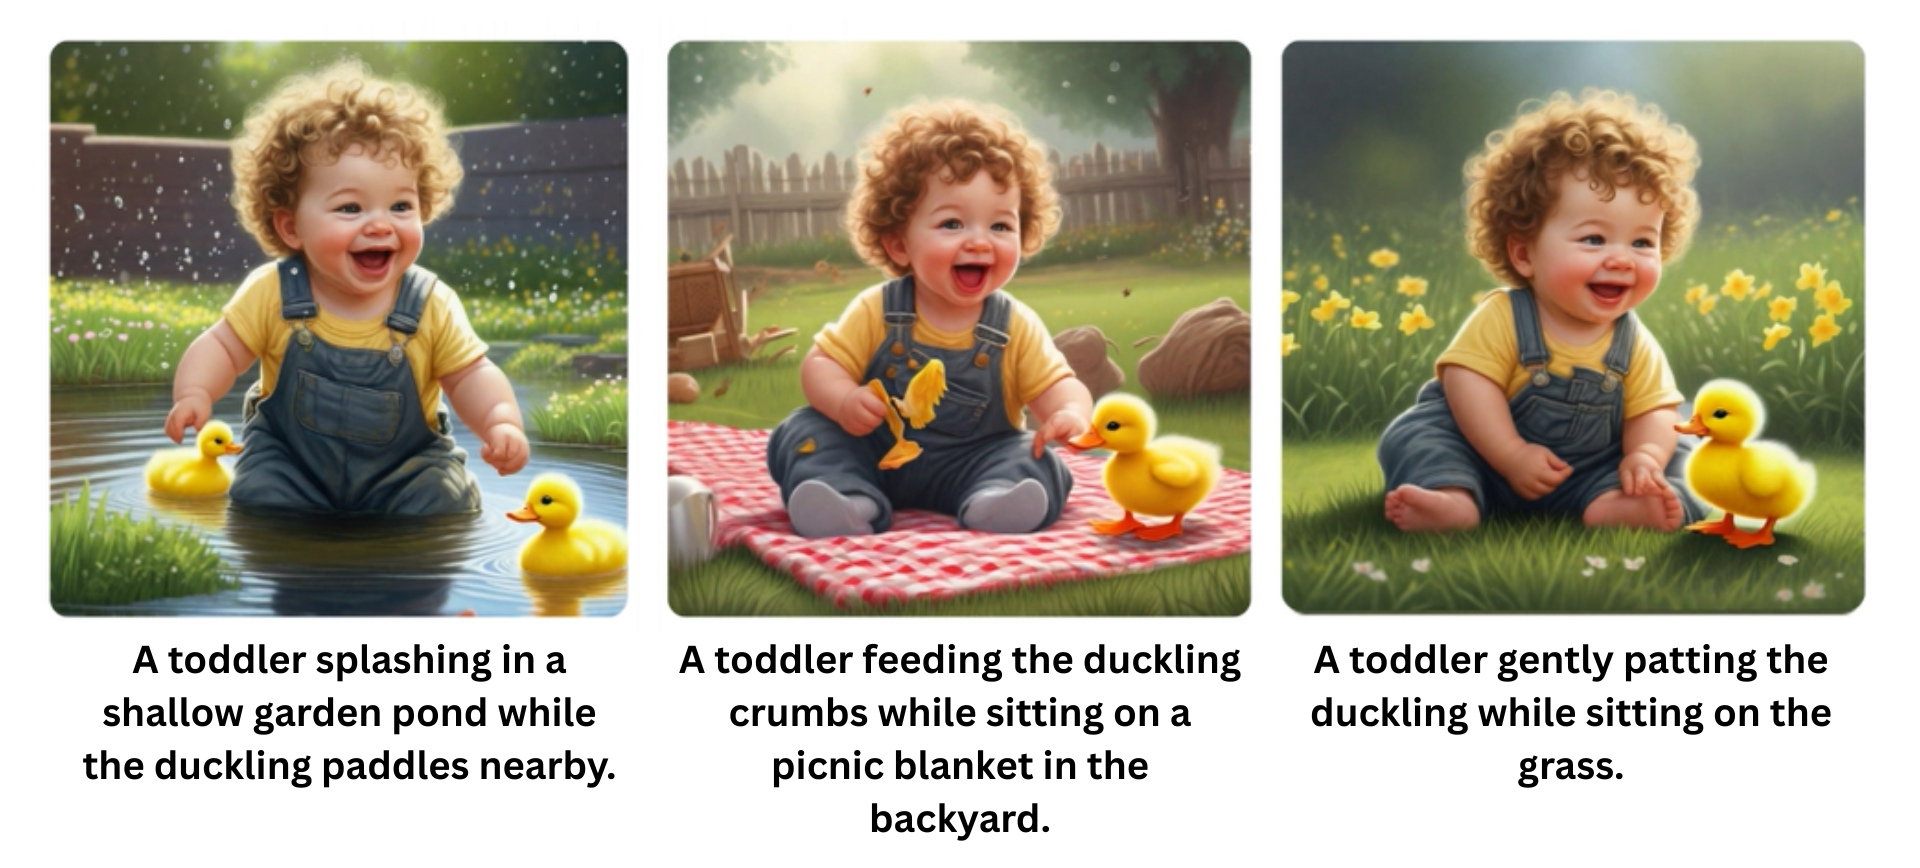 A toddler splashing in a
shallow garden pond while
the duckling paddles nearby.
A toddler feeding the duckling
crumbs while sitting on a
picnic blanket in the
backyard.
A toddler gently patting the
duckling while sitting on the
grass.